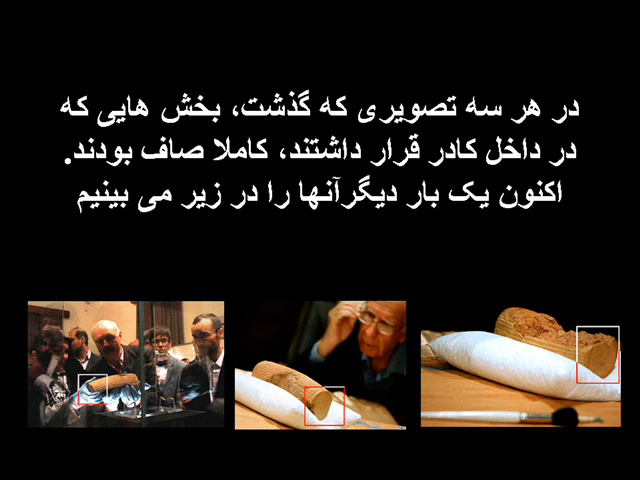 در هر سه تصویری که گذشت، بخش هایی که
در داخل کادر قرار داشتند، کاملا صاف بودند.
اکنون یک بار دیگرآنها را در زیر می بینیم